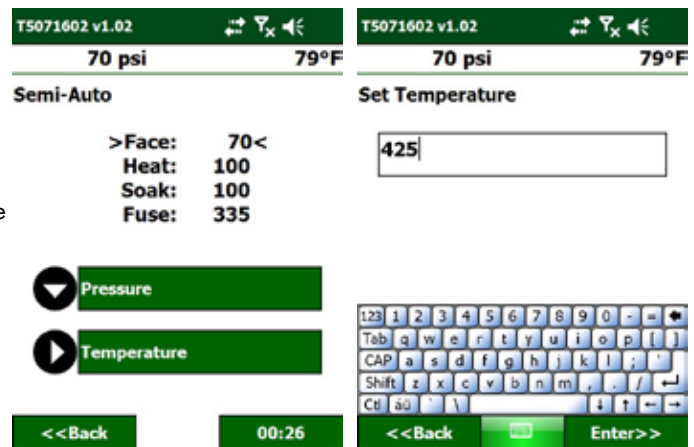 T5071602 v1.02
70 psi 79°F
Semi-Auto
>Face: 70<
Heat: 100
Soak: 100
Fuse: 335
Pressure
Temperature
<<Back 00:26
e
T5071602 v1.02
70 psi 79°F
Set Temperature
425
123 1 2 3 4 5 6 7 8 9 0 - =
Tab q w e r t y u i o p [ ]
CAP a s d f g h j k l ; '
Shift z x c v b n m , . /
Ctl áü ` \
<<Back Enter>>